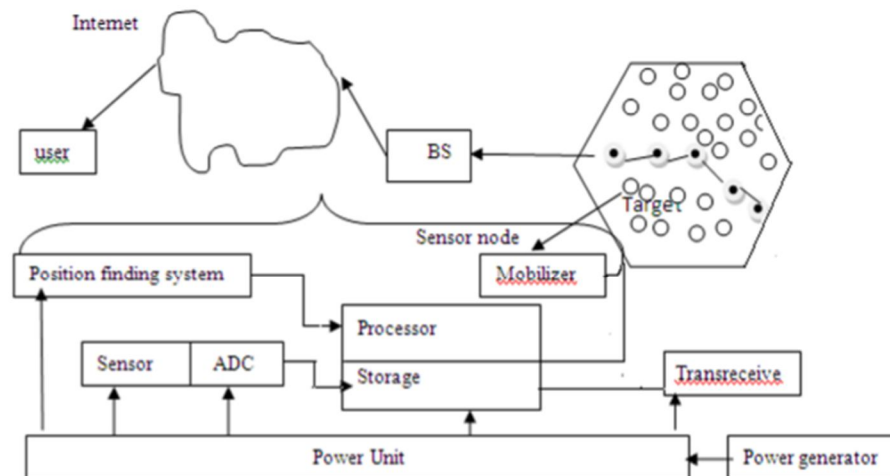 Internet
user
BS
Target
Sensor node
Position finding system
Mobilizer
Processor
Sensor
ADC
Storage
Transreceive
Power Unit
Power generator